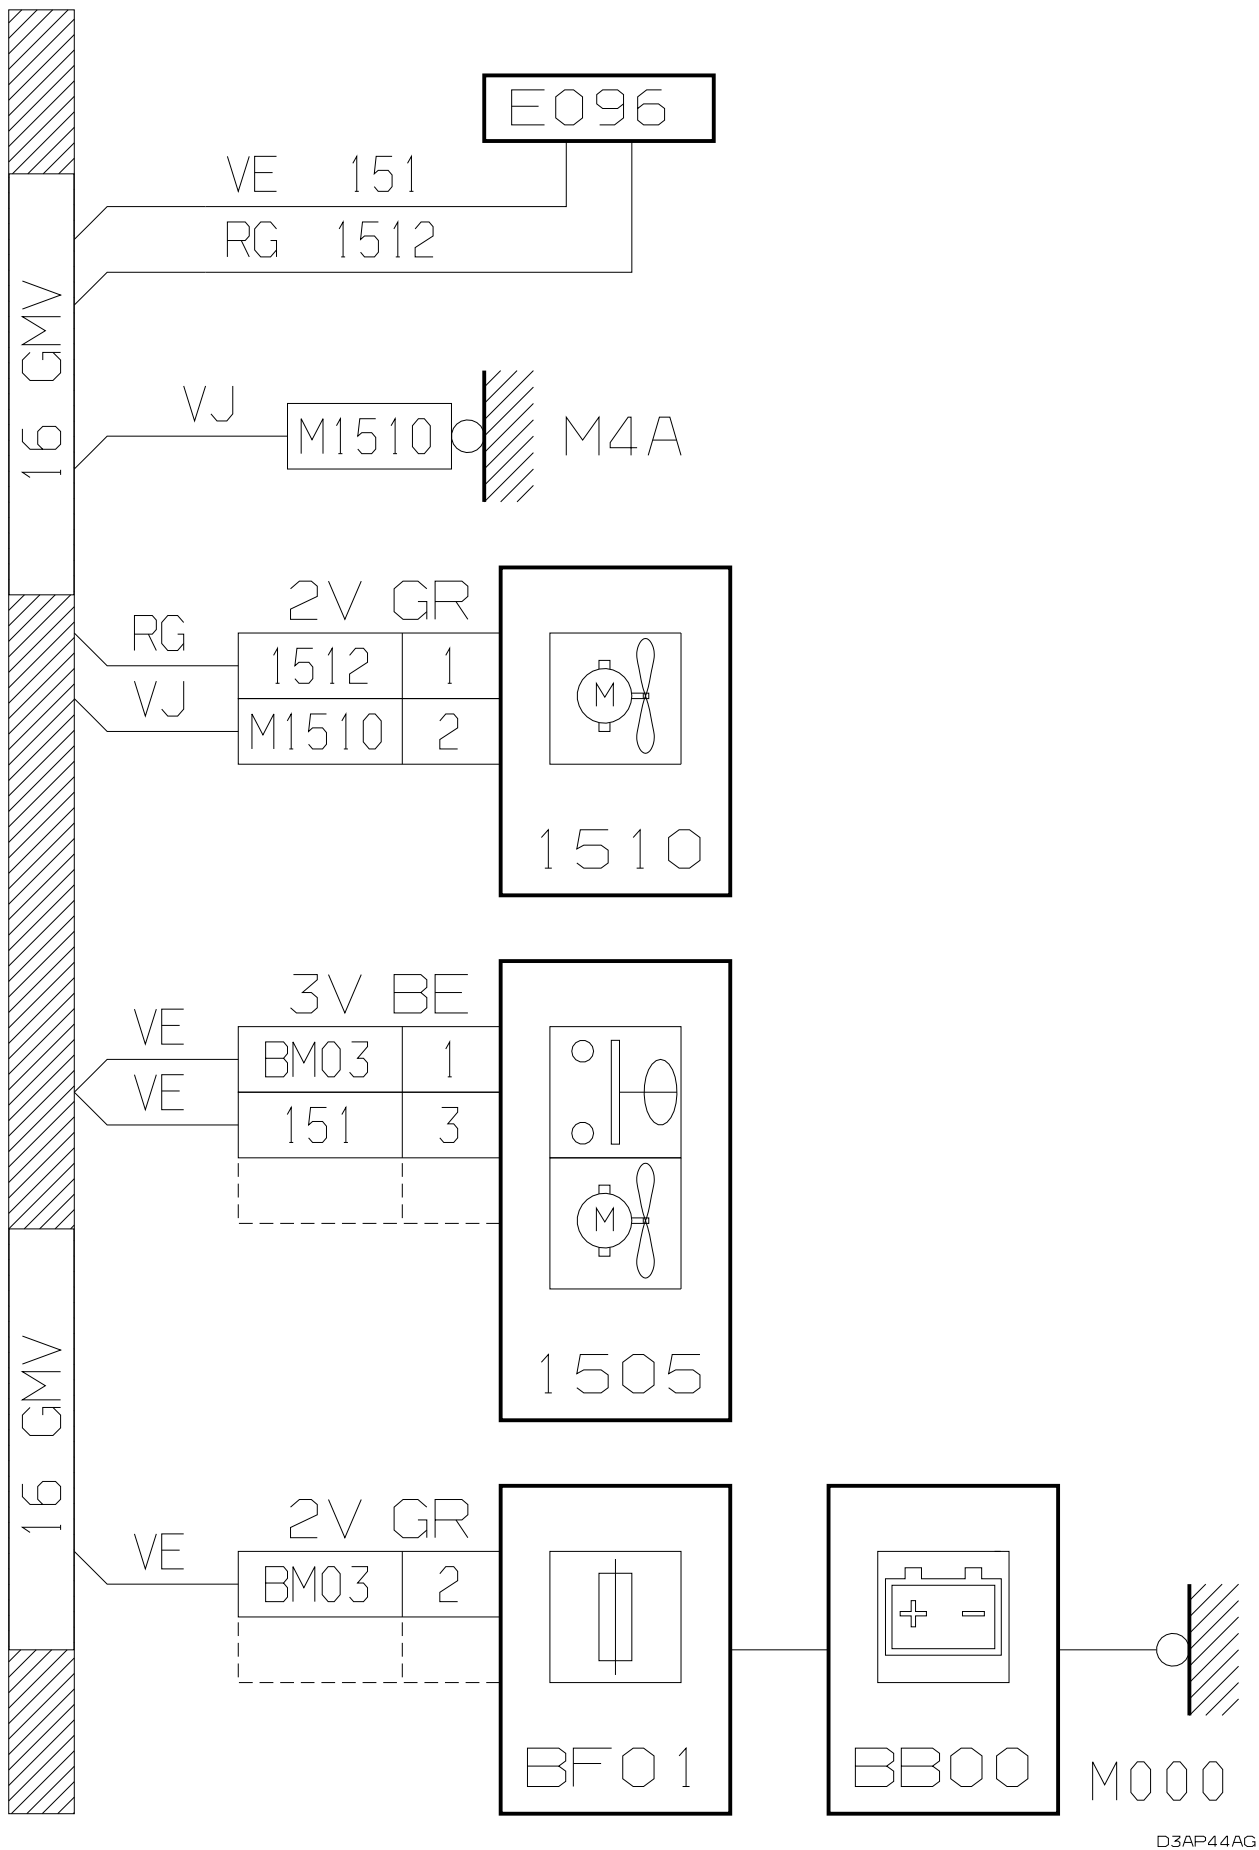 E096
VE 151
RG 1512
16 GMV
VJ
M1510
M4A
2V GR
RG
1512 1
VJ
M1510 2
M
1510
3V BE
VE
BM03 1
VE
151 3
M
1505
16 GMV
2V GR
VE
BM03 2
+ -
BF01
BB00
M000
D3AP44AG